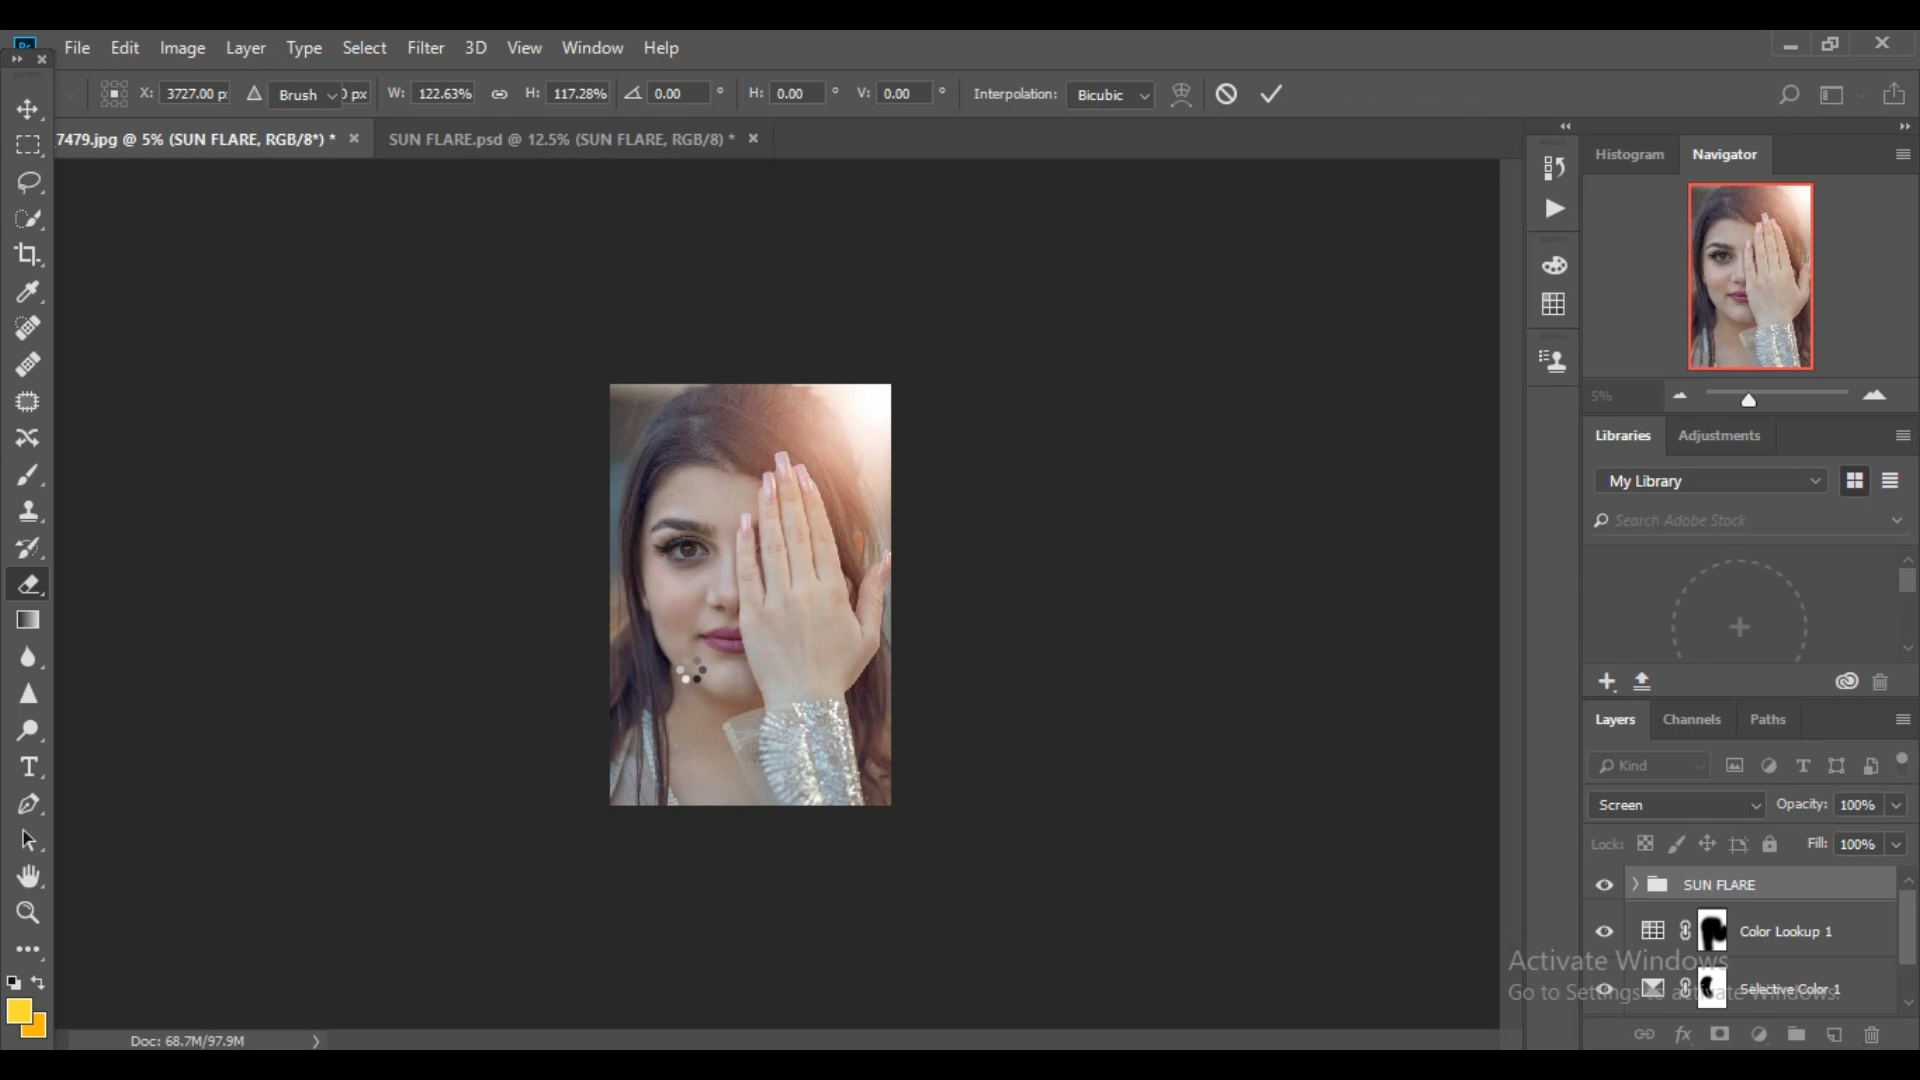 Ps
File Edit Image Layer Type Select Filter 3D View Window Help
X: 3727.00 p Brush 0 px W: 122.63% H: 117.28% 0.00 ° H: 0.00 ° V: 0.00 ° Interpolation: Bicubic
7479.jpg @ 5% (SUN FLARE, RGB/8*) * × SUN FLARE.psd @ 12.5% (SUN FLARE, RGB/8) * ×
Histogram Navigator
5%
Libraries Adjustments
My Library
Search Adobe Stock
Layers Channels Paths
Kind
Screen Opacity: 100%
Lock: Fill: 100%
SUN FLARE
Color Lookup 1
Activate Windows
Selective Color 1
Go to Settings to activate Windows.
Doc: 68.7M/97.9M